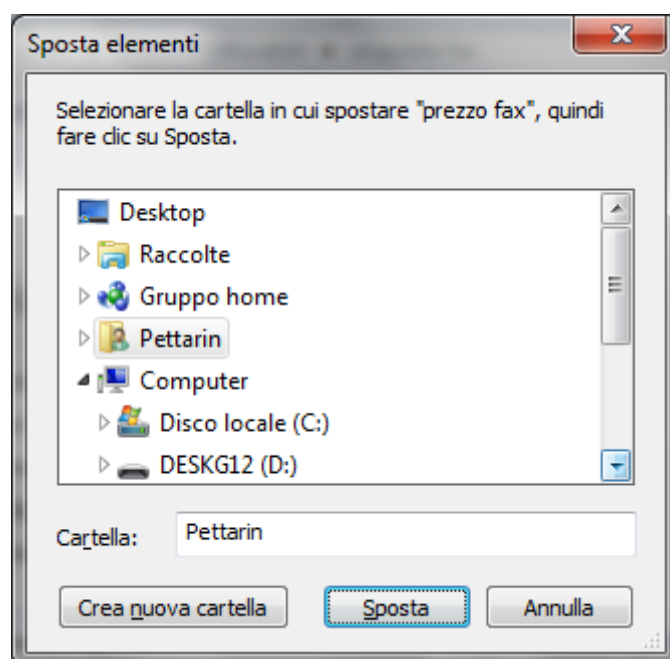 Sposta elementi
Selezionare la cartella in cui spostare "prezzo fax", quindi
fare clic su Sposta.
Desktop
Raccolte
Gruppo home
Pettarin
Computer
Disco locale (C:)
DESKG12 (D:)
Cartella: Pettarin
Crea nuova cartella Sposta Annulla